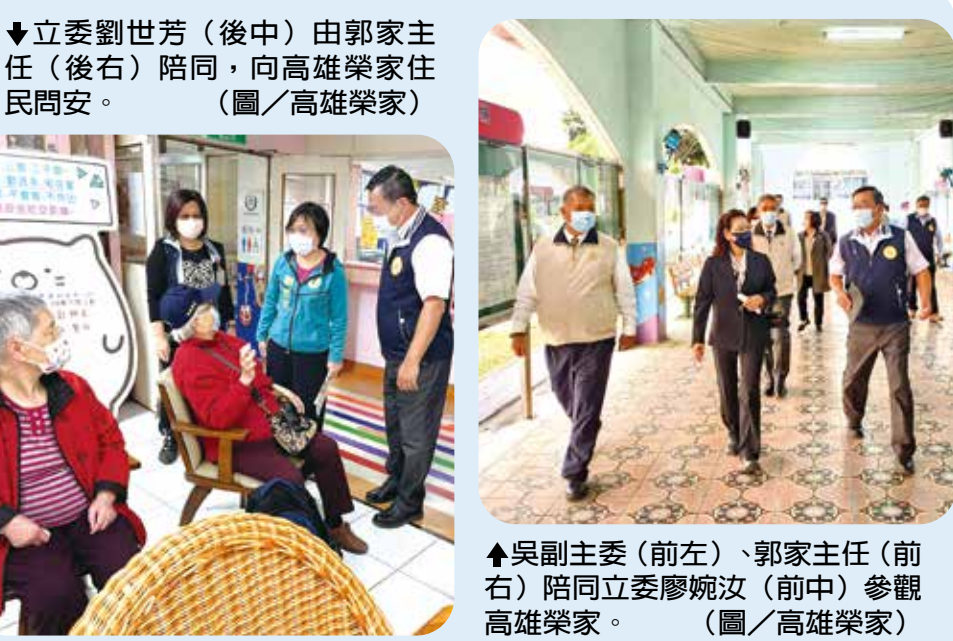 🡇立委劉世芳（後中）由郭家主
任（後右）陪同，向高雄榮家住
民問安。　　　（圖／高雄榮家）
🡅吳副主委（前左）、郭家主任（前
右）陪同立委廖婉汝（前中）參觀
高雄榮家。　　（圖／高雄榮家）